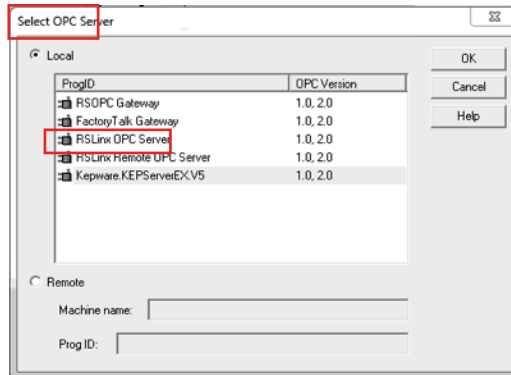 Select OPC Server
Local
OK
ProgID OPC Version
Cancel
RSOPC Gateway 1.0, 2.0
FactoryTalk Gateway 1.0, 2.0
Help
RSLinx OPC Server 1.0, 2.0
RSLinx Remote OPC Server 1.0, 2.0
Kepware.KEPServerEX.V5 1.0, 2.0
Remote
Machine name:
Prog ID: